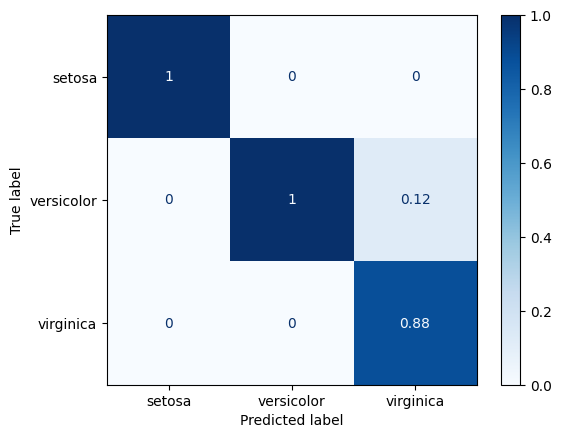 1.0
setosa 1 0 0
0.8
True label
0.6
versicolor 0 1 0.12
0.4
virginica 0 0 0.88
0.2
0.0
setosa versicolor virginica
Predicted label